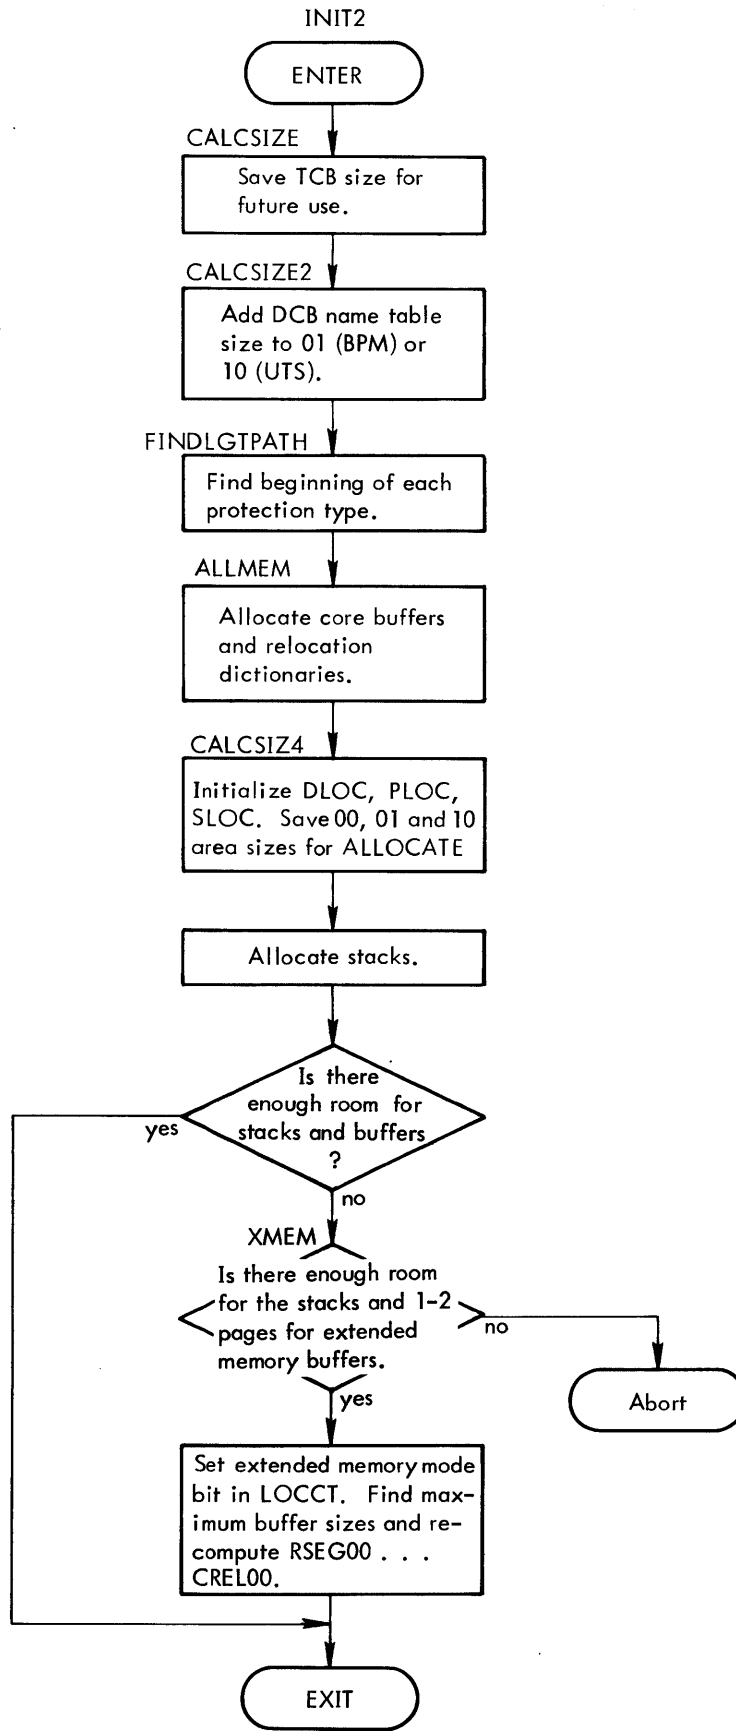 INIT2
ENTER
CALCSIZE
Save TCB size for
future use.
CALCSIZE2
Add DCB name table
size to 01 (BPM) or
10 (UTS).
FINDLGTPATH
Find beginning of each
protection type.
ALLMEM
Allocate core buffers
and relocation
dictionaries.
CALCSIZ4
Initialize DLOC, PLOC,
SLOC. Save 00, 01 and 10
area sizes for ALLOCATE
Allocate stacks.
Is there
enough room for
stacks and buffers
?
yes
no
XMEM
Is there enough room
for the stacks and 1-2
pages for extended
memory buffers.
no
Abort
yes
Set extended memory mode
bit in LOCCT. Find max-
imum buffer sizes and re-
compute RSEG00 . . .
CREL00.
EXIT